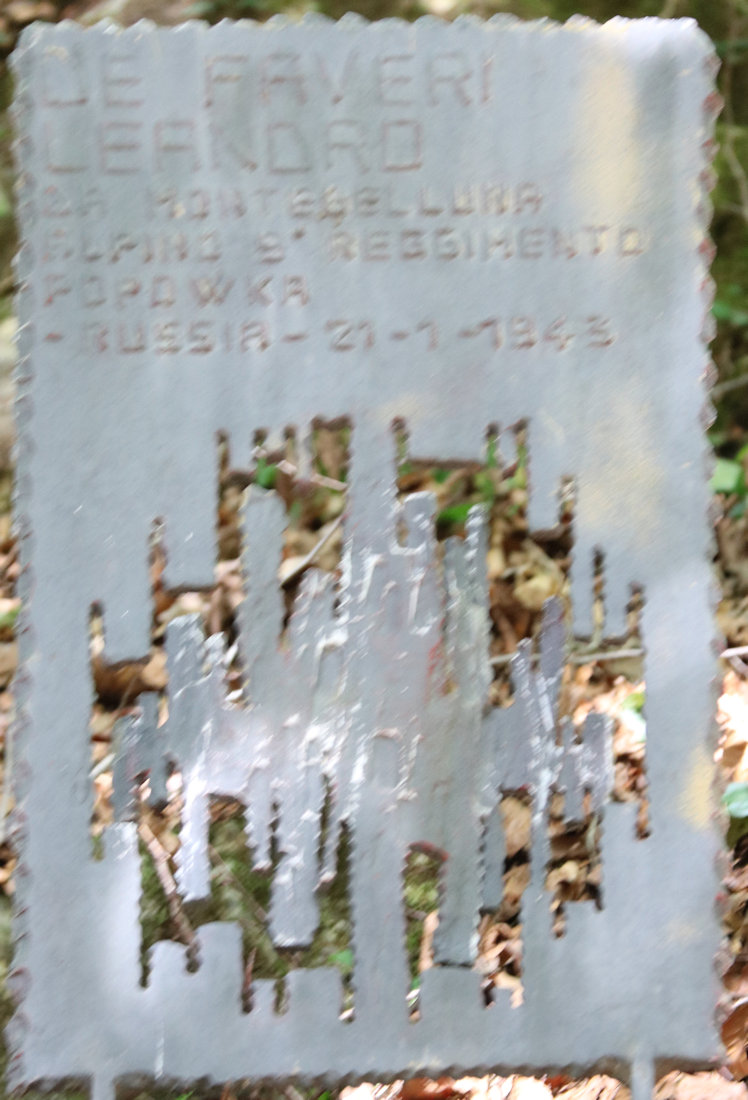 DE FAVERI
LEANDRO
DA MONTEBELLUNA
ALPINO 9° REGGIMENTO
POPOWKA
-RUSSIA-21-1-1943